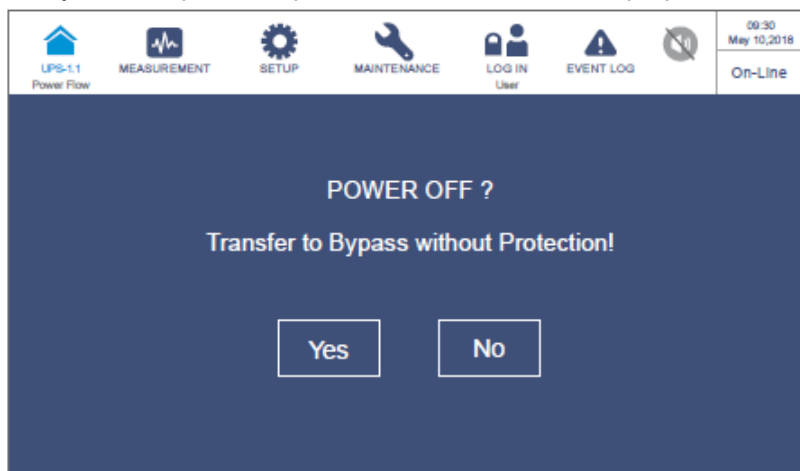 09:30
May 10,2018
UPS-1.1
Power Flow
MEASUREMENT
SETUP
MAINTENANCE
LOG IN
User
EVENT LOG
On-Line
POWER OFF ?
Transfer to Bypass without Protection!
Yes
No